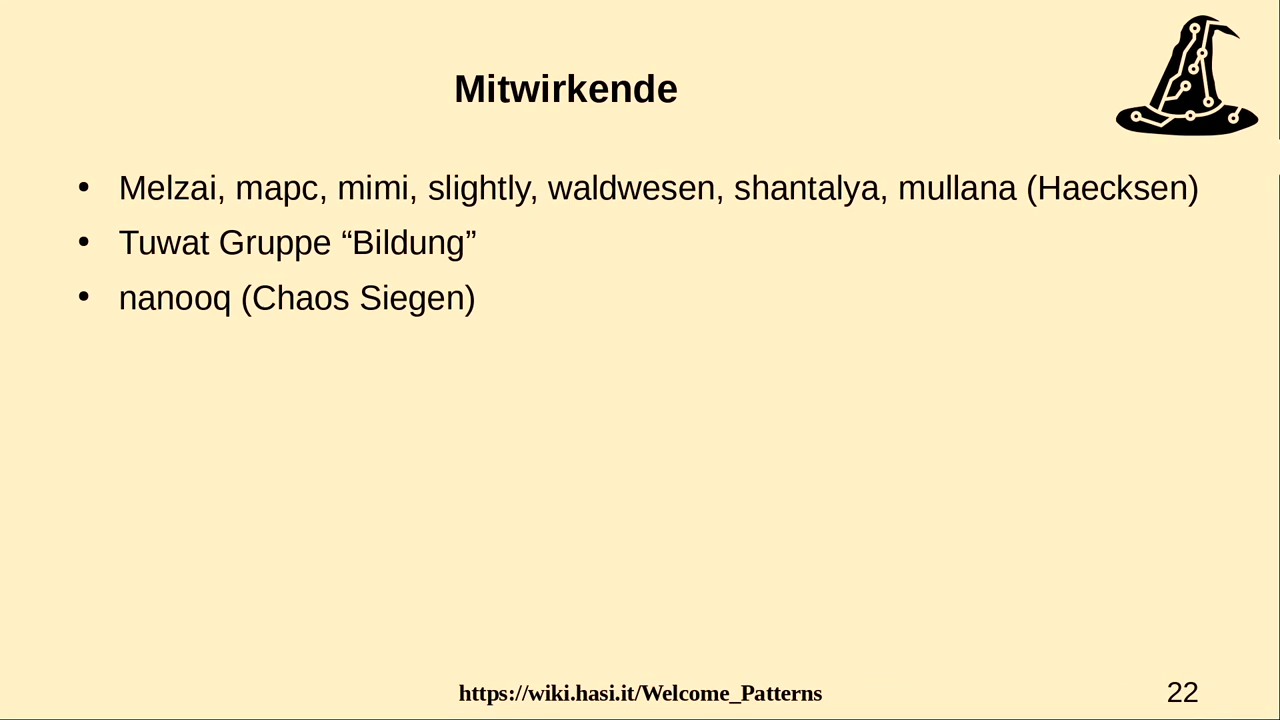 Mitwirkende
• Melzai, mapc, mimi, slightly, waldwesen, shantalya, mullana (Haecksen)
• Tuwat Gruppe “Bildung”
• nanooq (Chaos Siegen)
https://wiki.hasi.it/Welcome_Patterns
22